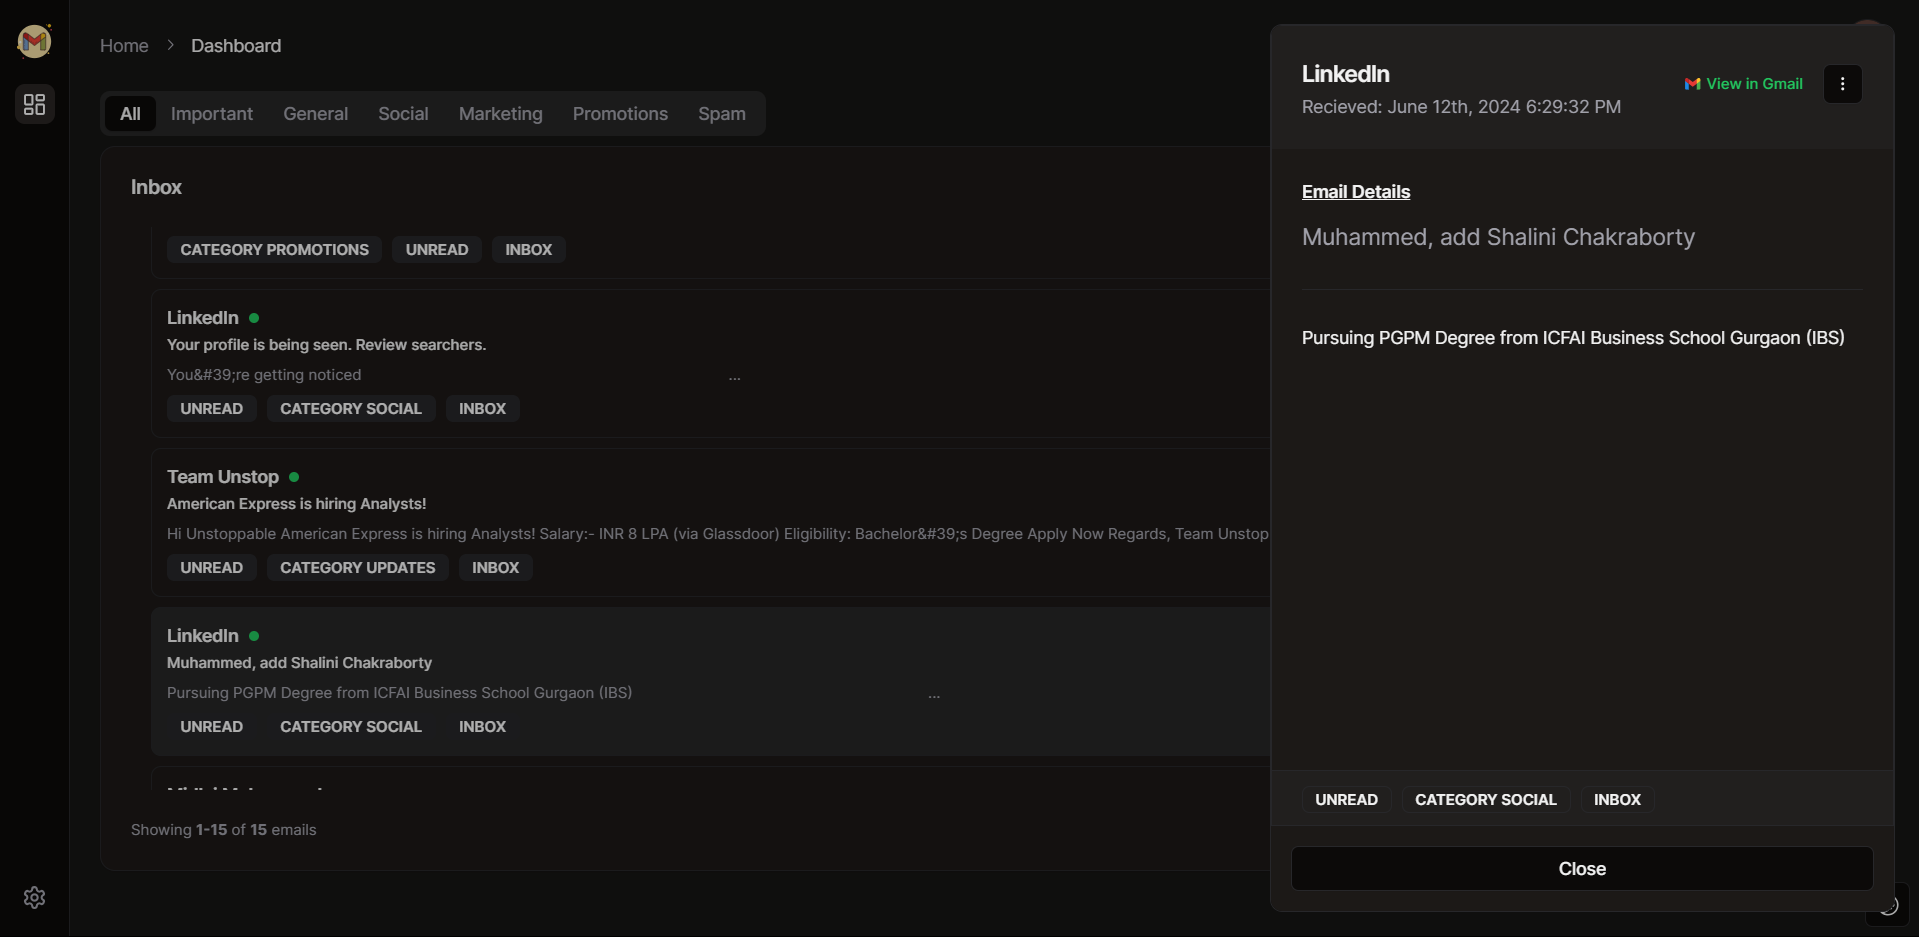 Home > Dashboard
All Important General Social Marketing Promotions Spam
Inbox
CATEGORY PROMOTIONS UNREAD INBOX
LinkedIn
Your profile is being seen. Review searchers.
You&#39;re getting noticed ...
UNREAD CATEGORY SOCIAL INBOX
Team Unstop
American Express is hiring Analysts!
Hi Unstoppable American Express is hiring Analysts! Salary:- INR 8 LPA (via Glassdoor) Eligibility: Bachelor&#39;s Degree Apply Now Regards, Team Unstop
UNREAD CATEGORY UPDATES INBOX
LinkedIn
Muhammed, add Shalini Chakraborty
Pursuing PGPM Degree from ICFAI Business School Gurgaon (IBS) ...
UNREAD CATEGORY SOCIAL INBOX
Showing 1-15 of 15 emails
LinkedIn
Recieved: June 12th, 2024 6:29:32 PM
View in Gmail
Email Details
Muhammed, add Shalini Chakraborty
Pursuing PGPM Degree from ICFAI Business School Gurgaon (IBS)
UNREAD CATEGORY SOCIAL INBOX
Close